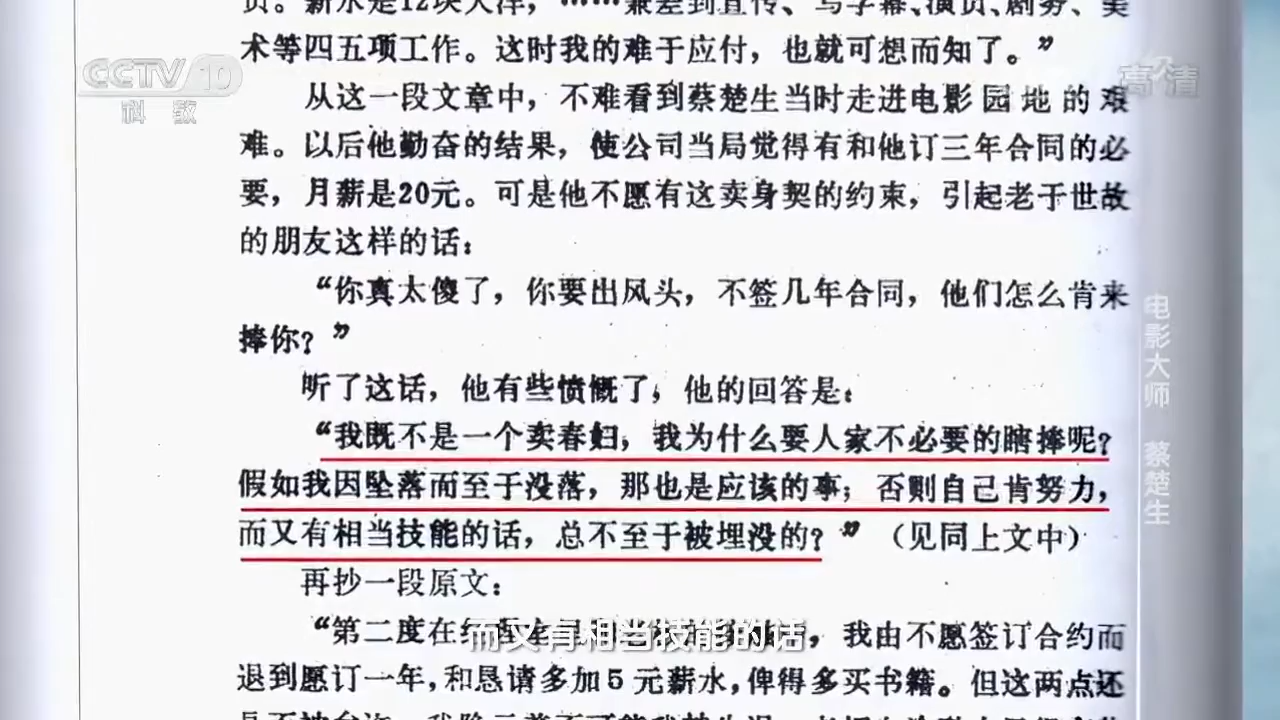 员。薪水是12块大洋，……兼差到宣传、写字幕、演员、剧务、美
术等四五项工作。这时我的难于应付，也就可想而知了。”
CCTV 10
科教
高清
从这一段文章中，不难看到蔡楚生当时走进电影园地的艰
难。以后他勤奋的结果，使公司当局觉得有和他订三年合同的必
要，月薪是20元。可是他不愿有这卖身契的约束，引起老于世故
的朋友这样的话：
“你真太傻了，你要出风头，不签几年合同，他们怎么肯来
捧你？”
听了这话，他有些愤慨了，他的回答是：
“我既不是一个卖春妇，我为什么要人家不必要的瞎捧呢？
假如我因坠落而至于没落，那也是应该的事；否则自己肯努力，
而又有相当技能的话，总不至于被埋没的？”（见同上文中）
再抄一段原文：
“第二度在，我由不愿签订合约而
退到愿订一年，和恳请多加5元薪水，俾得多买书籍。但这两点还
而又有相当技能的话
电影大师 蔡楚生